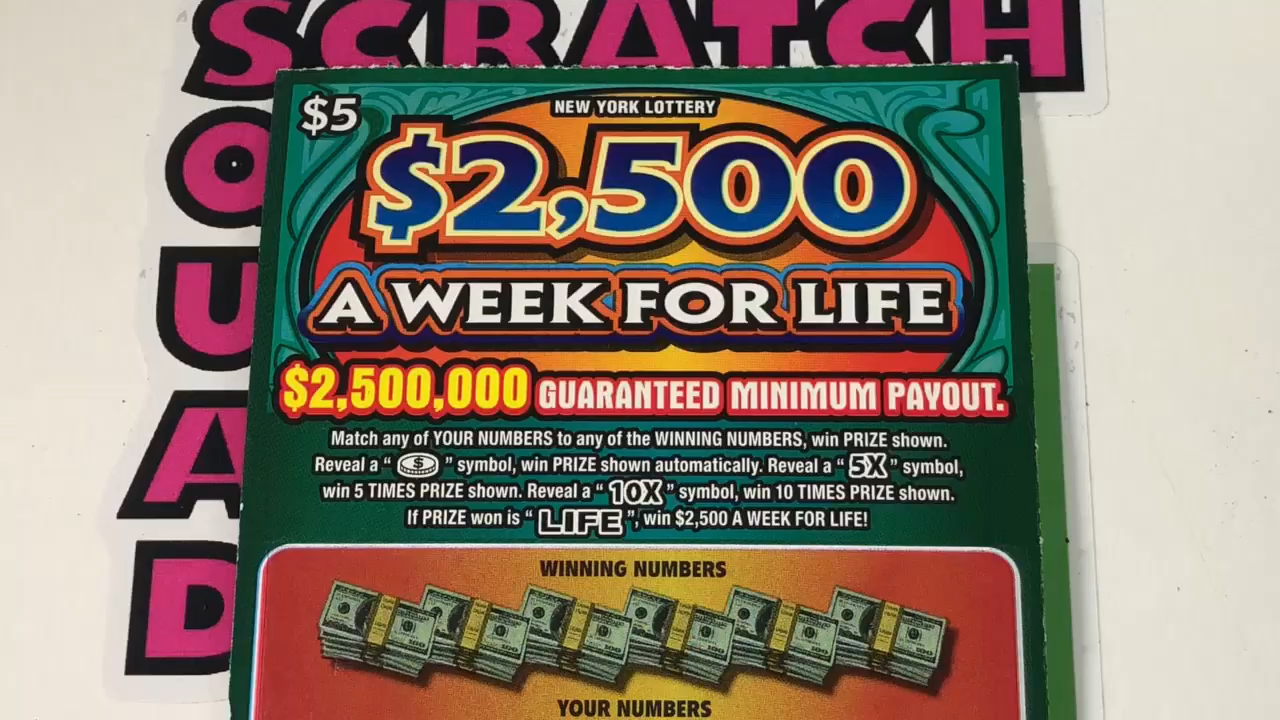 SCRATCH
SQUAD
$5
NEW YORK LOTTERY
$2,500
A WEEK FOR LIFE
$2,500,000 GUARANTEED MINIMUM PAYOUT.
Match any of YOUR NUMBERS to any of the WINNING NUMBERS, win PRIZE shown.
Reveal a “ $ ” symbol, win PRIZE shown automatically. Reveal a “ 5X ” symbol,
win 5 TIMES PRIZE shown. Reveal a “ 10X ” symbol, win 10 TIMES PRIZE shown.
If PRIZE won is “ LIFE ”, win $2,500 A WEEK FOR LIFE!
WINNING NUMBERS
YOUR NUMBERS